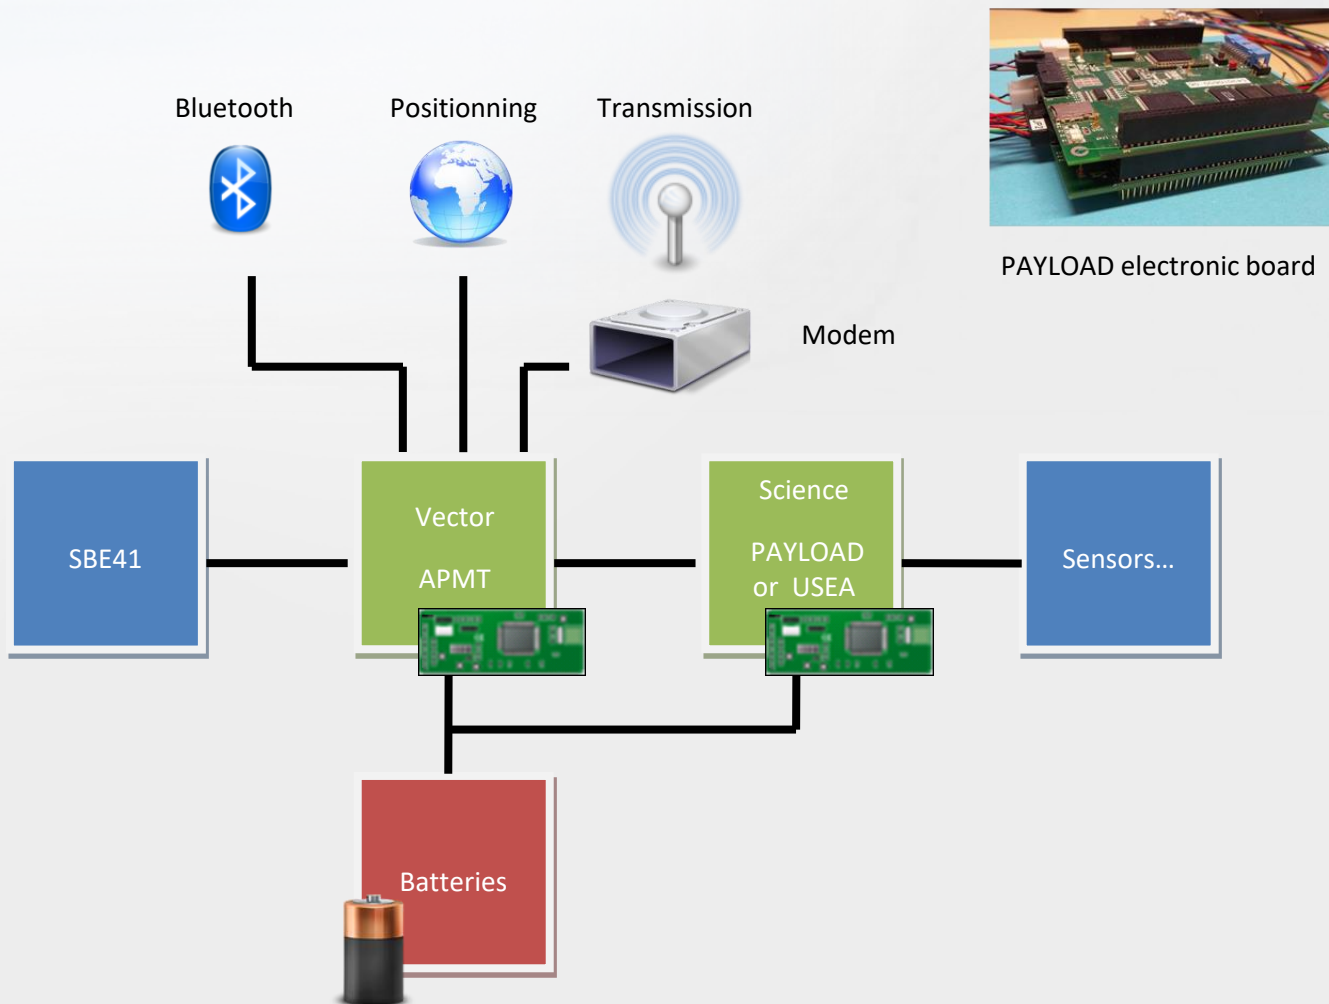 Bluetooth
Positionning
Transmission
PAYLOAD electronic board
Modem
SBE41
Vector
APMT
Science
PAYLOAD
or USEA
Sensors...
Batteries